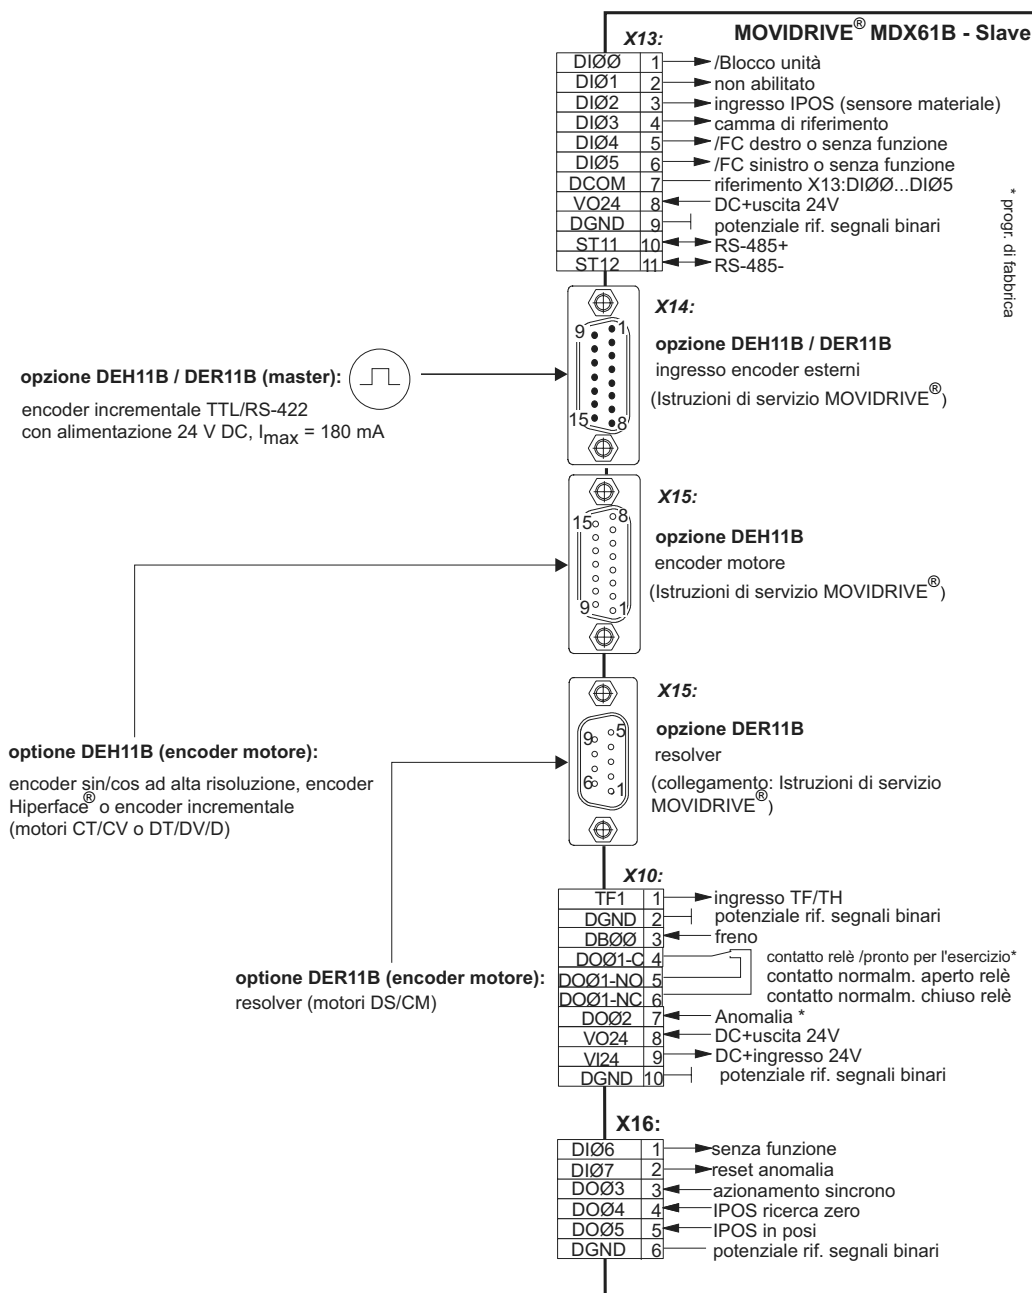 MOVIDRIVE® MDX61B - Slave
X13:
DIØØ 1 /Blocco unità
DIØ1 2 non abilitato
DIØ2 3 ingresso IPOS (sensore materiale)
DIØ3 4 camma di riferimento
DIØ4 5 /FC destro o senza funzione
DIØ5 6 /FC sinistro o senza funzione
DCOM 7 riferimento X13:DIØØ...DIØ5
VO24 8 DC+uscita 24V
DGND 9 potenziale rif. segnali binari
ST11 10 RS-485+
ST12 11 RS-485-
* progr. di fabbrica
X14:
9 1
15 8
opzione DEH11B / DER11B
ingresso encoder esterni
(Istruzioni di servizio MOVIDRIVE®)
opzione DEH11B / DER11B (master):
encoder incrementale TTL/RS-422
con alimentazione 24 V DC, Imax = 180 mA
X15:
15 8
9 1
opzione DEH11B
encoder motore
(Istruzioni di servizio MOVIDRIVE®)
X15:
9 5
6 1
opzione DER11B
resolver
(collegamento: Istruzioni di servizio
MOVIDRIVE®)
optione DEH11B (encoder motore):
encoder sin/cos ad alta risoluzione, encoder
Hiperface® o encoder incrementale
(motori CT/CV o DT/DV/D)
optione DER11B (encoder motore):
resolver (motori DS/CM)
X10:
TF1 1 ingresso TF/TH
DGND 2 potenziale rif. segnali binari
DBØØ 3 freno
DOØ1-C 4 contatto relè /pronto per l'esercizio*
DOØ1-NO 5 contatto normalm. aperto relè
DOØ1-NC 6 contatto normalm. chiuso relè
DOØ2 7 Anomalia *
VO24 8 DC+uscita 24V
VI24 9 DC+ingresso 24V
DGND 10 potenziale rif. segnali binari
X16:
DIØ6 1 senza funzione
DIØ7 2 reset anomalia
DOØ3 3 azionamento sincrono
DOØ4 4 IPOS ricerca zero
DOØ5 5 IPOS in posi
DGND 6 potenziale rif. segnali binari